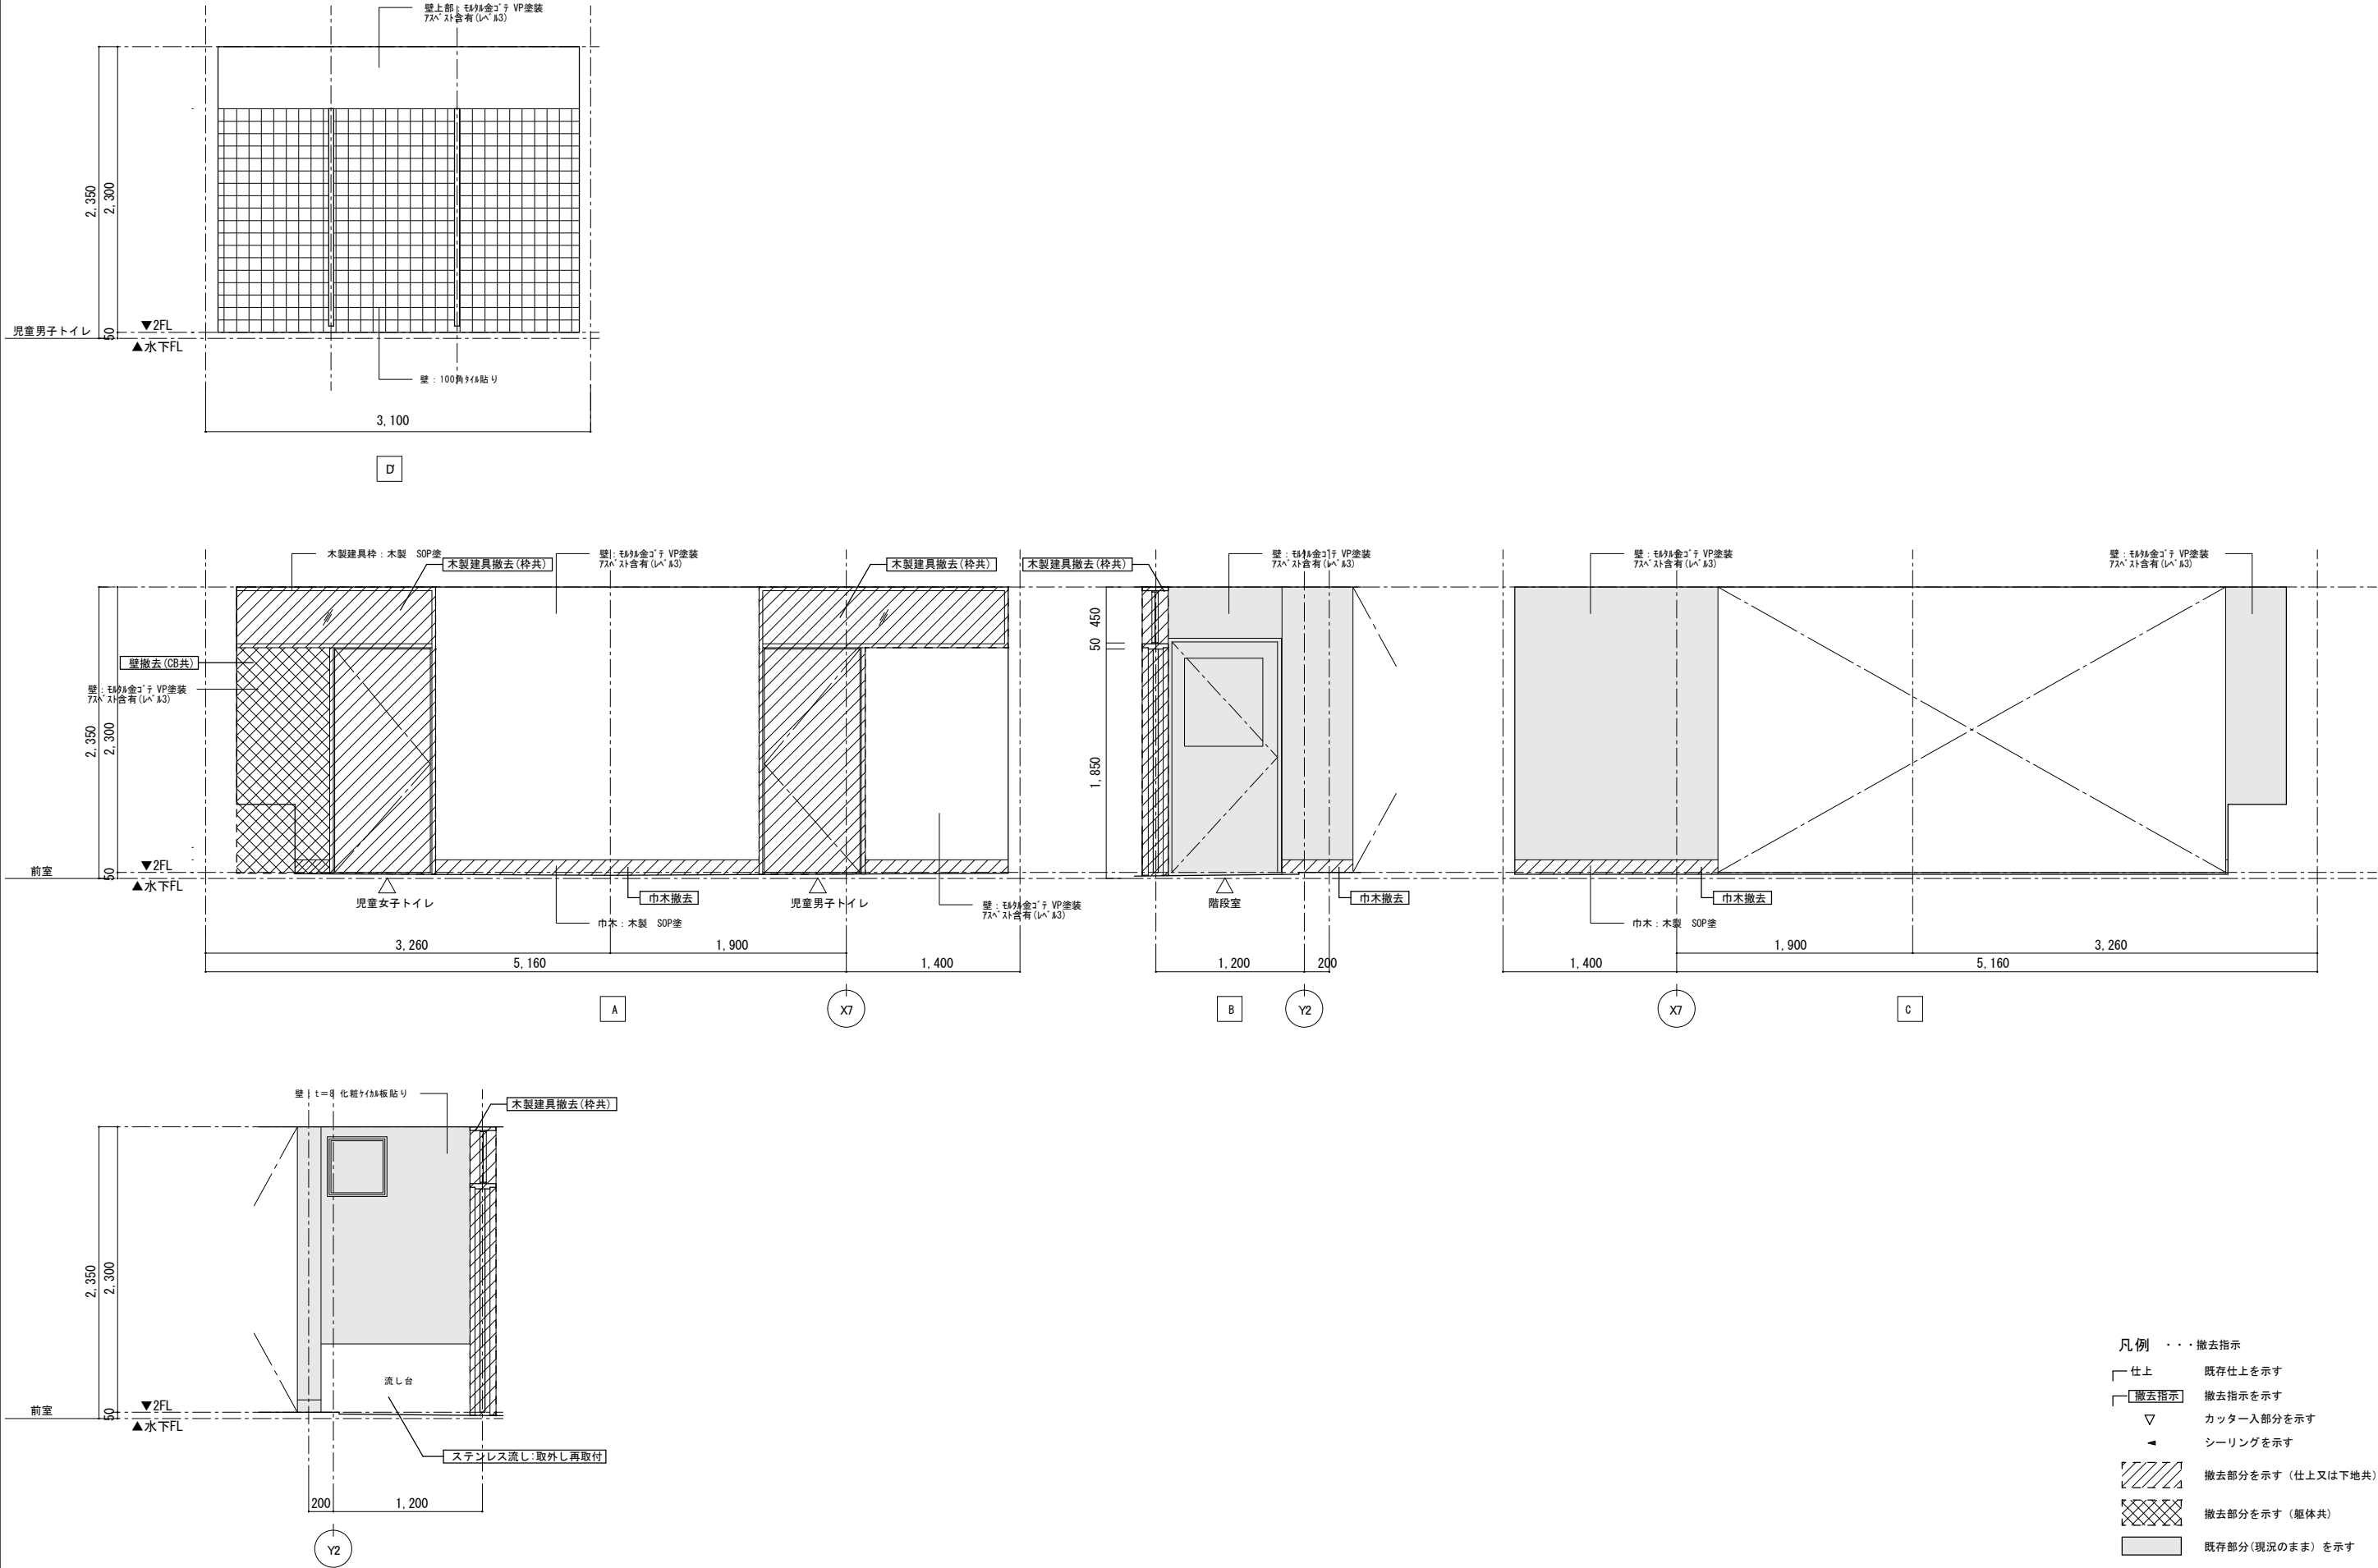 壁上部：ﾓﾙﾀﾙ金ｺﾞﾃ VP塗装
ｱｽﾍﾞｽﾄ含有(ﾚﾍﾞﾙ3)
2,350
2,300
50
児童男子トイレ
▼2FL
▲水下FL
壁：100角ﾀｲﾙ貼り
3,100
D'
木製建具枠：木製　SOP塗
木製建具撤去(枠共)
壁：ﾓﾙﾀﾙ金ｺﾞﾃ VP塗装
ｱｽﾍﾞｽﾄ含有(ﾚﾍﾞﾙ3)
木製建具撤去(枠共)
木製建具撤去(枠共)
壁：ﾓﾙﾀﾙ金ｺﾞﾃ VP塗装
ｱｽﾍﾞｽﾄ含有(ﾚﾍﾞﾙ3)
壁：ﾓﾙﾀﾙ金ｺﾞﾃ VP塗装
ｱｽﾍﾞｽﾄ含有(ﾚﾍﾞﾙ3)
壁：ﾓﾙﾀﾙ金ｺﾞﾃ VP塗装
ｱｽﾍﾞｽﾄ含有(ﾚﾍﾞﾙ3)
壁撤去(CB共)
壁：ﾓﾙﾀﾙ金ｺﾞﾃ VP塗装
ｱｽﾍﾞｽﾄ含有(ﾚﾍﾞﾙ3)
2,350
2,300
50
450
50
1,850
前室
▼2FL
▲水下FL
児童女子トイレ
巾木撤去
巾木：木製　SOP塗
児童男子トイレ
壁：ﾓﾙﾀﾙ金ｺﾞﾃ VP塗装
ｱｽﾍﾞｽﾄ含有(ﾚﾍﾞﾙ3)
階段室
巾木撤去
巾木撤去
巾木：木製　SOP塗
3,260
1,900
5,160
1,400
1,200
200
1,900
3,260
1,400
5,160
A
X7
B
Y2
X7
C
壁：t=8 化粧ｹｲｶﾙ板貼り
木製建具撤去(枠共)
2,350
2,300
50
流し台
前室
▼2FL
▲水下FL
ステンレス流し:取外し再取付
200
1,200
Y2
凡例　・・・撤去指示
仕上　既存仕上を示す
撤去指示　撤去指示を示す
▽　カッター入部分を示す
◄　シーリングを示す
撤去部分を示す（仕上又は下地共）
撤去部分を示す（躯体共）
既存部分(現況のまま）を示す